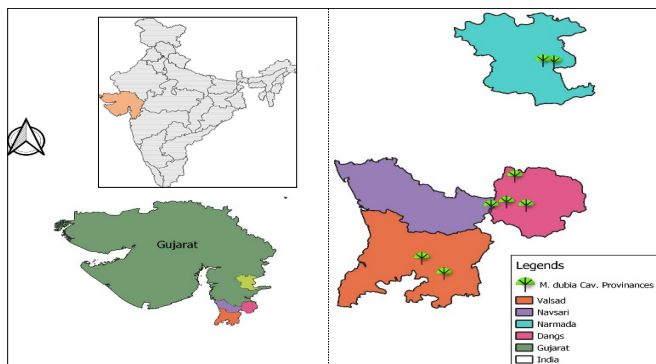 Gujarat
Legends
M. dubia Cav. Provinances
Valsad
Navsari
Narmada
Dangs
Gujarat
India